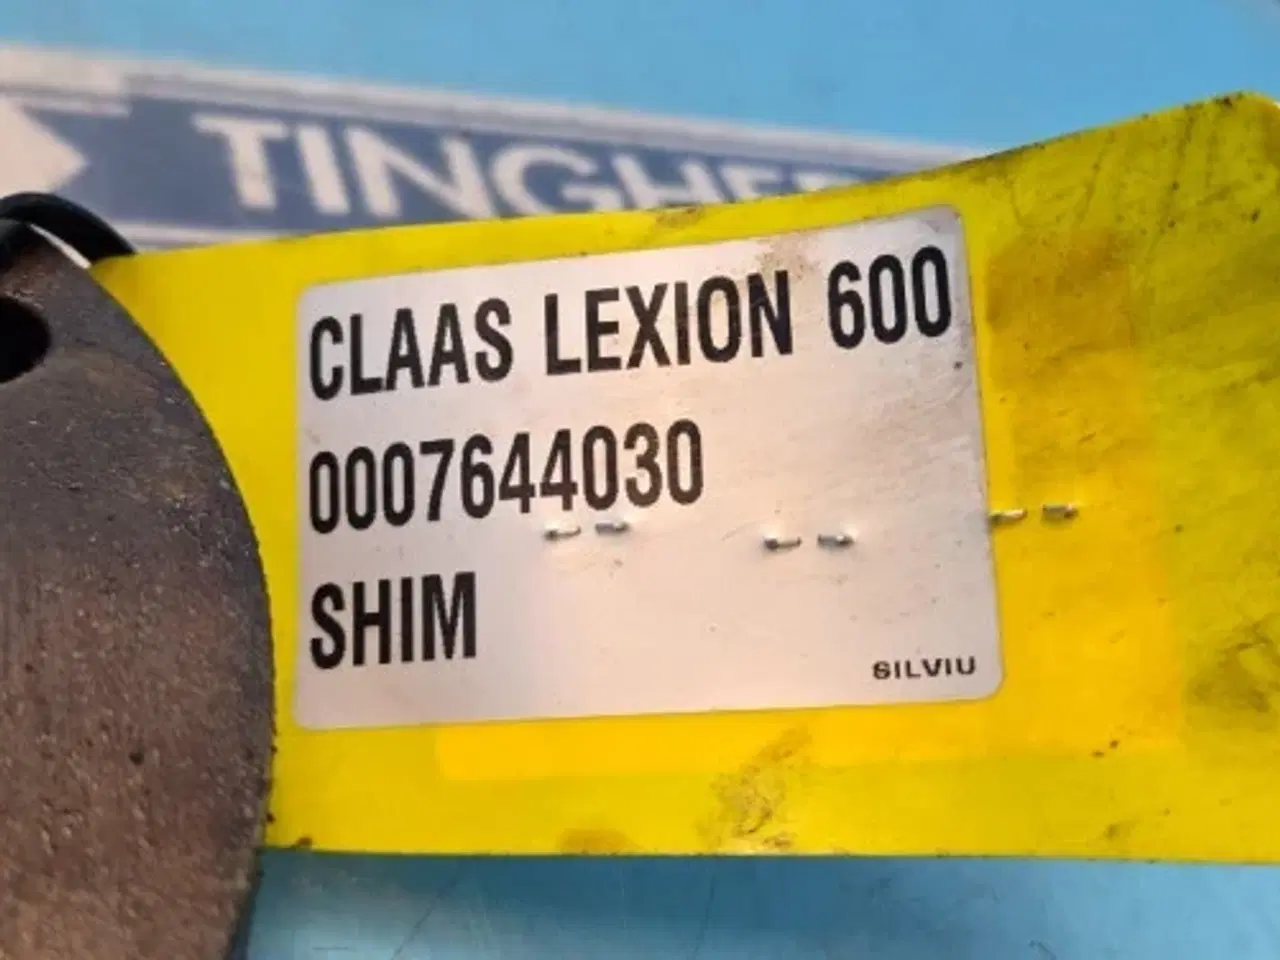 TINGHE
CLAAS LEXION 600
0007644030
SHIM
SILVIU